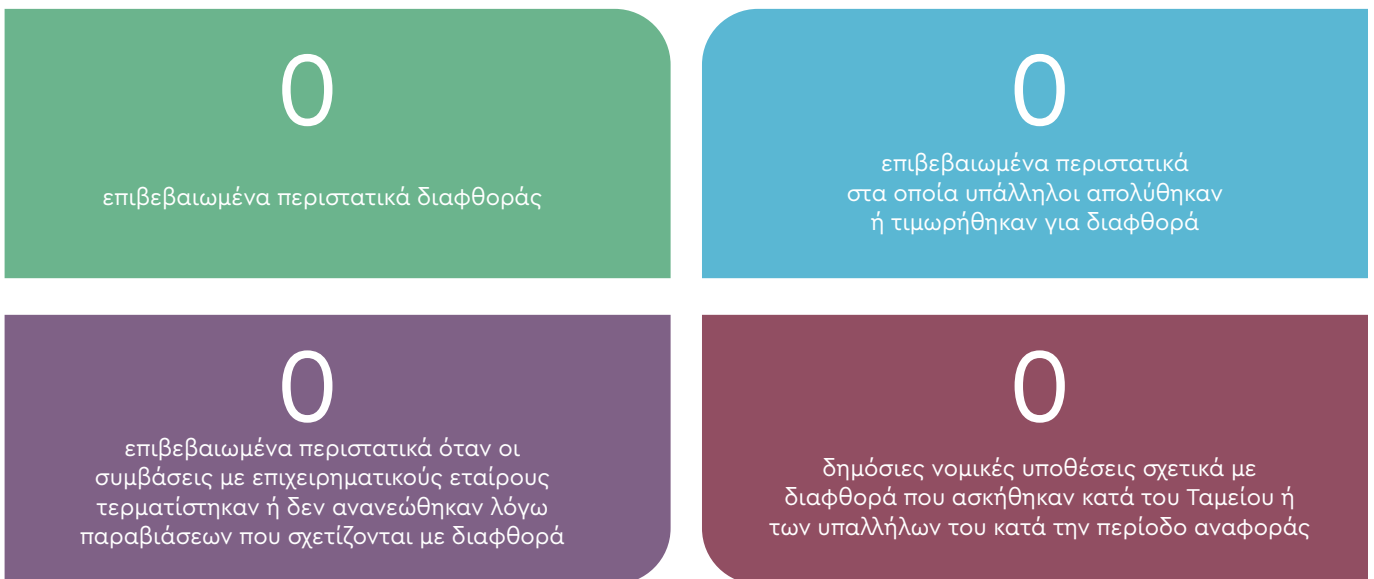 0
επιβεβαιωμένα περιστατικά διαφθοράς
0
επιβεβαιωμένα περιστατικά
στα οποία υπάλληλοι απολύθηκαν
ή τιμωρήθηκαν για διαφθορά
0
επιβεβαιωμένα περιστατικά όταν οι
συμβάσεις με επιχειρηματικούς εταίρους
τερματίστηκαν ή δεν ανανεώθηκαν λόγω
παραβιάσεων που σχετίζονται με διαφθορά
0
δημόσιες νομικές υποθέσεις σχετικά με
διαφθορά που ασκήθηκαν κατά του Ταμείου ή
των υπαλλήλων του κατά την περίοδο αναφοράς